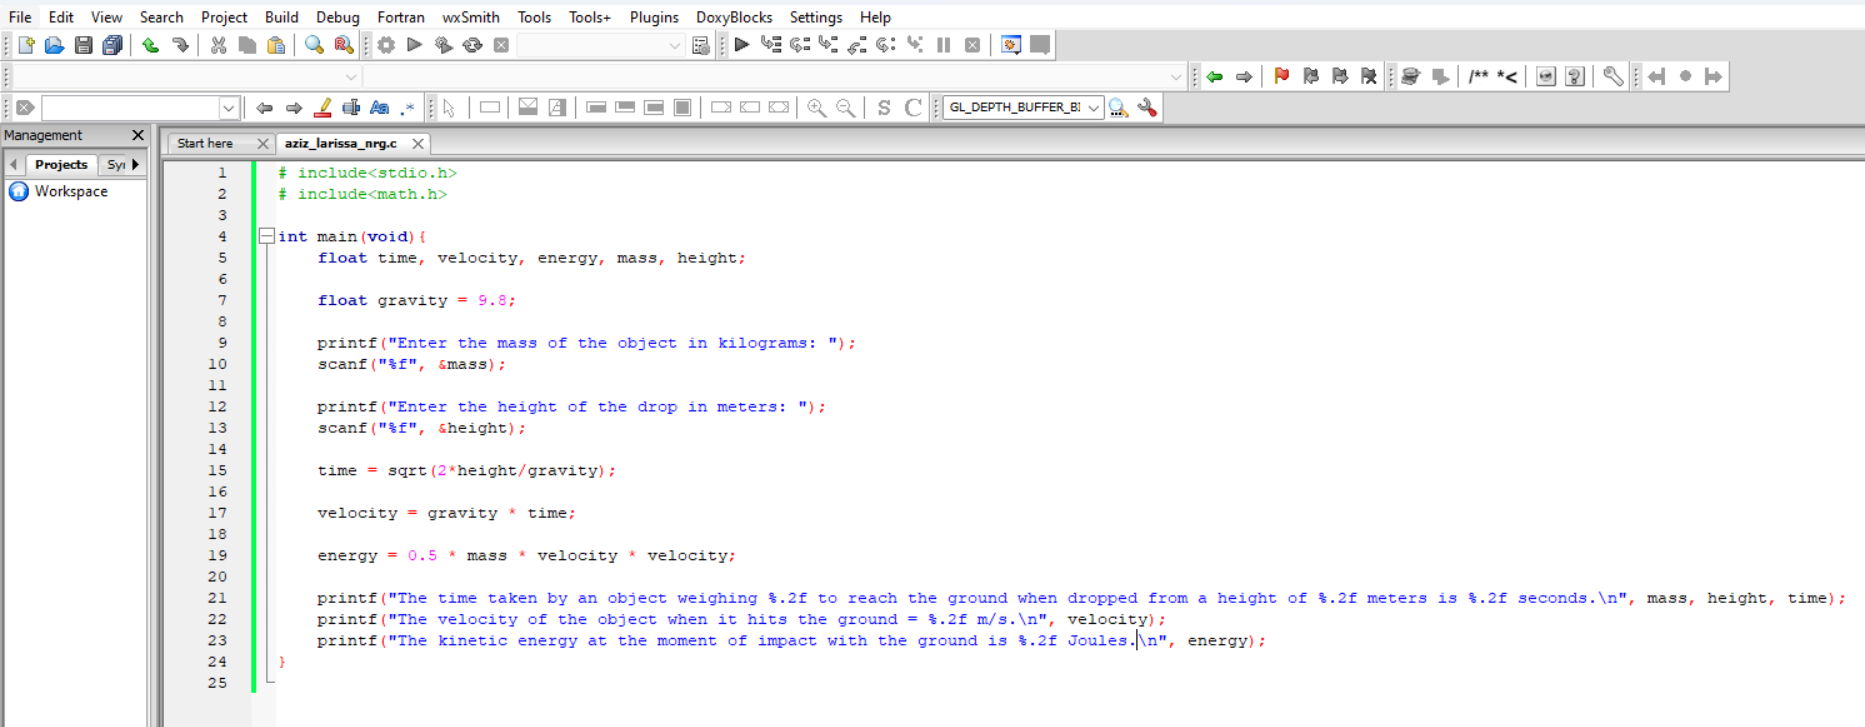 File Edit View Search Project Build Debug Fortran wxSmith Tools Tools+ Plugins DoxyBlocks Settings Help
/** *<
Aa .* S C GL_DEPTH_BUFFER_BI
Management
Start here aziz_larissa_nrg.c
Projects Syı
Workspace
1 # include<stdio.h>
2 # include<math.h>
3
4 int main(void){
5 float time, velocity, energy, mass, height;
6
7 float gravity = 9.8;
8
9 printf("Enter the mass of the object in kilograms: ");
10 scanf("%f", &mass);
11
12 printf("Enter the height of the drop in meters: ");
13 scanf("%f", &height);
14
15 time = sqrt(2*height/gravity);
16
17 velocity = gravity * time;
18
19 energy = 0.5 * mass * velocity * velocity;
20
21 printf("The time taken by an object weighing %.2f to reach the ground when dropped from a height of %.2f meters is %.2f seconds.\n", mass, height, time);
22 printf("The velocity of the object when it hits the ground = %.2f m/s.\n", velocity);
23 printf("The kinetic energy at the moment of impact with the ground is %.2f Joules.\n", energy);
24 }
25